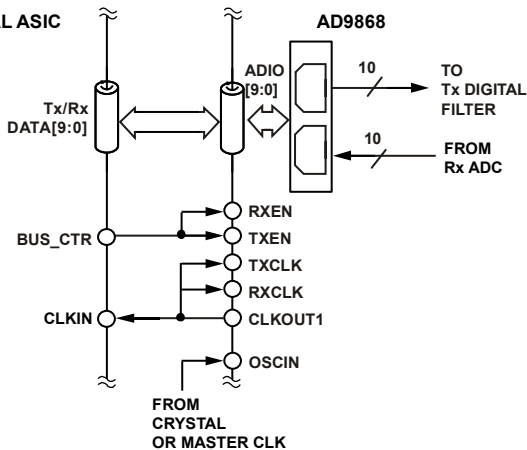 AL ASIC
AD9868
ADIO
[9:0]
10
TO
Tx DIGITAL
FILTER
Tx/Rx
DATA[9:0]
10
FROM
Rx ADC
RXEN
BUS_CTR
TXEN
TXCLK
RXCLK
CLKIN
CLKOUT1
OSCIN
FROM
CRYSTAL
OR MASTER CLK